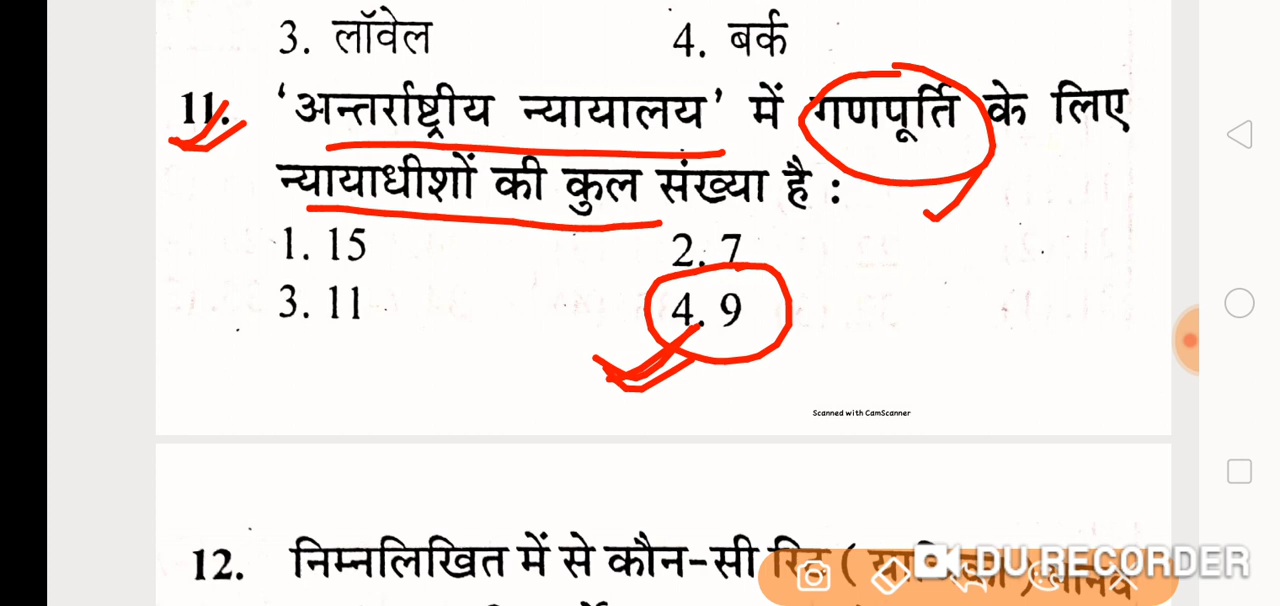 3. लॉवेल 4. बर्क
11. 'अन्तर्राष्ट्रीय न्यायालय' में गणपूर्ति के लिए
न्यायाधीशों की कुल संख्या है :
1. 15 2. 7
3. 11 4. 9
Scanned with CamScanner
12. निम्नलिखित में से कौन-सी रिट (
DU RECORDER